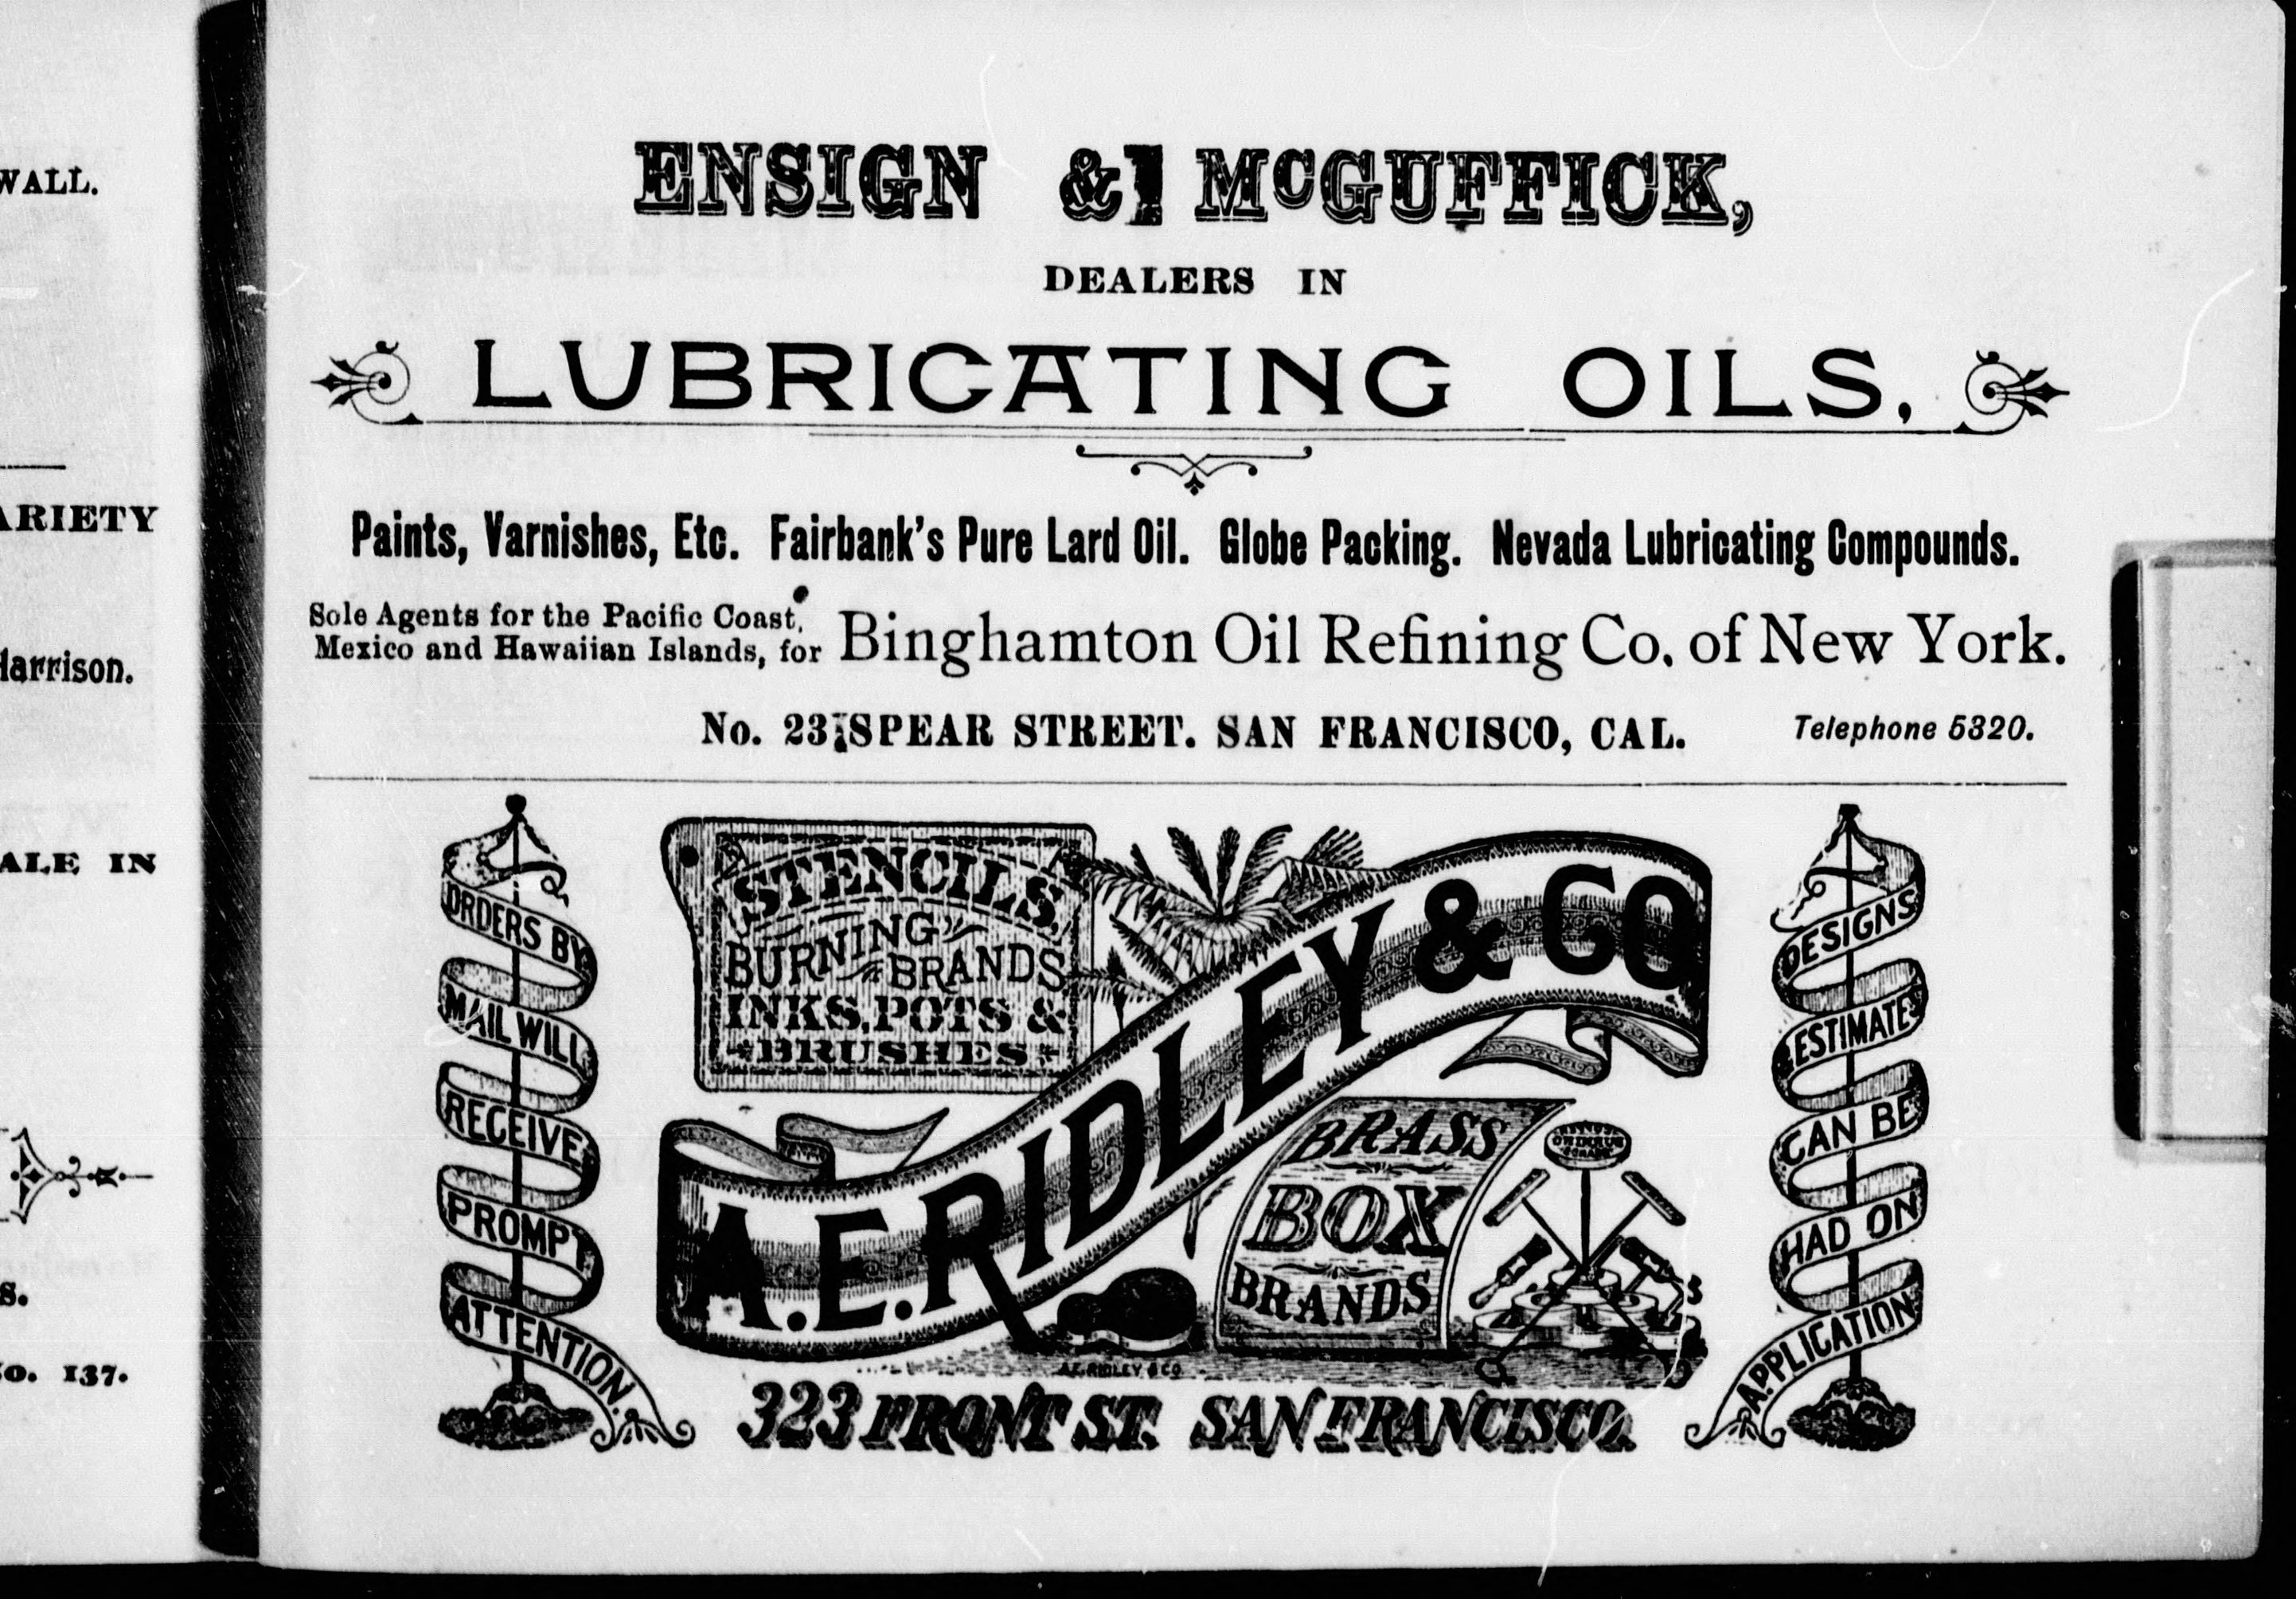 WALL.
ARIETY
Harrison.
ALE IN
S.
No. 137.
ENSIGN & McGUFFICK,
DEALERS IN
LUBRICATING OILS,
Paints, Varnishes, Etc. Fairbank's Pure Lard Oil. Globe Packing. Nevada Lubricating Compounds.
Sole Agents for the Pacific Coast,
Mexico and Hawaiian Islands, for
Binghamton Oil Refining Co. of New York.
No. 23 SPEAR STREET. SAN FRANCISCO, CAL.
Telephone 5320.
ORDERS BY
MAIL WILL
RECEIVE
PROMPT
ATTENTION.
STENCILS,
BURNING
BRANDS,
INKS, POTS &
BRUSHES
A.E. RIDLEY & CO
BRASS
BOX
BRANDS
A.E. RIDLEY & CO
323 FRONT ST. SAN FRANCISCO.
DESIGNS
ESTIMATES
CAN BE
HAD ON
APPLICATION